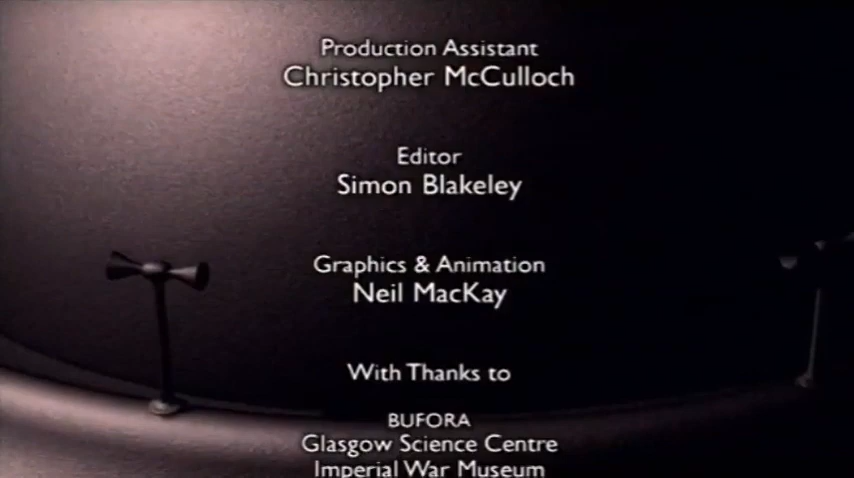 Production Assistant
Christopher McCulloch
Editor
Simon Blakeley
Graphics & Animation
Neil MacKay
With Thanks to
BUFORA
Glasgow Science Centre
Imperial War Museum